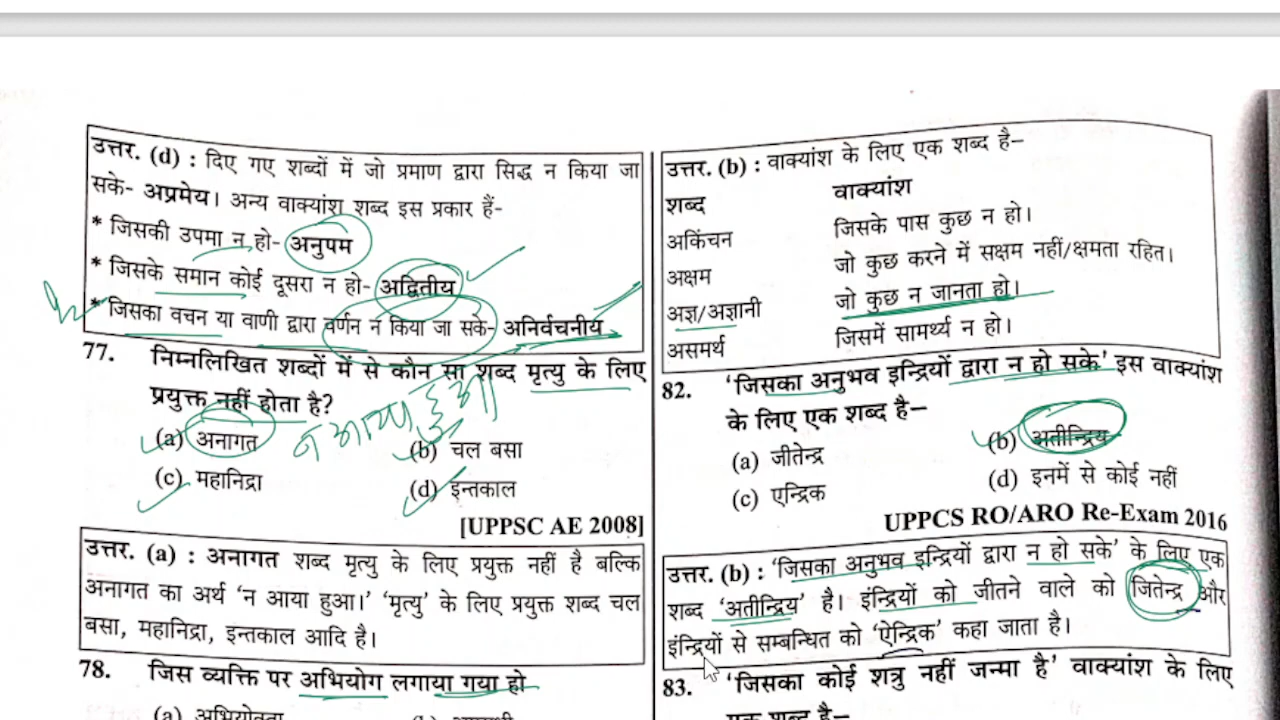 उत्तर. (d) : दिए गए शब्दों में जो प्रमाण द्वारा सिद्ध न किया जा
सके- अप्रमेय। अन्य वाक्यांश शब्द इस प्रकार हैं-
* जिसकी उपमा न हो- अनुपम
* जिसके समान कोई दूसरा न हो- अद्वितीय
* जिसका वचन या वाणी द्वारा वर्णन न किया जा सके- अनिर्वचनीय
77. निम्नलिखित शब्दों में से कौन सा शब्द मृत्यु के लिए
प्रयुक्त नहीं होता है?
न आया हुआ
(a) अनागत (b) चल बसा
(c) महानिद्रा (d) इन्तकाल
[UPPSC AE 2008]
उत्तर. (a) : अनागत शब्द मृत्यु के लिए प्रयुक्त नहीं है बल्कि
अनागत का अर्थ ‘न आया हुआ।’ ‘मृत्यु’ के लिए प्रयुक्त शब्द चल
बसा, महानिद्रा, इन्तकाल आदि है।
78. जिस व्यक्ति पर अभियोग लगाया गया हो
उत्तर. (b) : वाक्यांश के लिए एक शब्द है–
शब्द वाक्यांश
अकिंचन जिसके पास कुछ न हो।
अक्षम जो कुछ करने में सक्षम नहीं/क्षमता रहित।
अज्ञ/अज्ञानी जो कुछ न जानता हो।
असमर्थ जिसमें सामर्थ्य न हो।
82. ‘जिसका अनुभव इन्द्रियों द्वारा न हो सके’ इस वाक्यांश
के लिए एक शब्द है–
(a) जीतेन्द्र (b) अतीन्द्रिय
(c) एन्द्रिक (d) इनमें से कोई नहीं
UPPCS RO/ARO Re-Exam 2016
उत्तर. (b) : ‘जिसका अनुभव इन्द्रियों द्वारा न हो सके’ के लिए एक
शब्द ‘अतीन्द्रिय’ है। इंन्द्रियों को जीतने वाले को जितेन्द्र और
इंन्द्रियों से सम्बन्धित को ‘ऐन्द्रिक’ कहा जाता है।
83. ‘जिसका कोई शत्रु नहीं जन्मा है’ वाक्यांश के लिए
एक शब्द है–